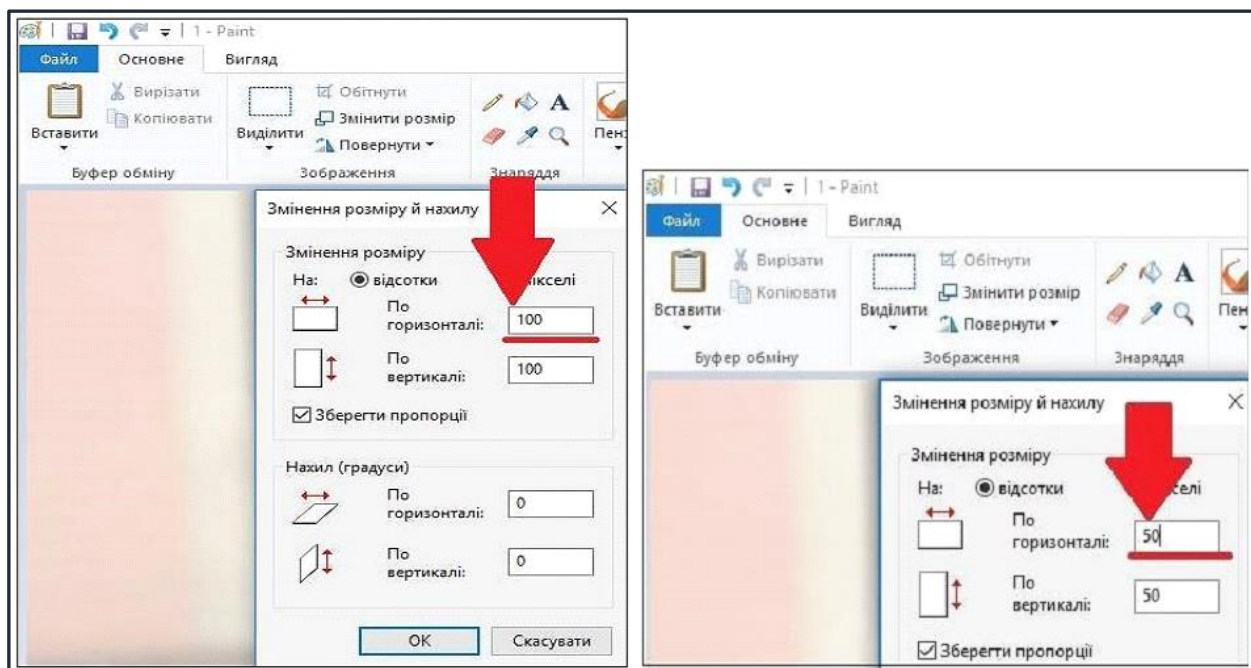 1 - Paint
Файл Основне Вигляд
Вставити
Вирізати
Копіювати
Буфер обміну
Виділити
Обітнути
Змінити розмір
Повернути
Зображення
Знаряддя
Пенз
Змінення розміру й нахилу
Змінення розміру
На: відсотки ікселі
По
горизонталі: 100
По
вертикалі: 100
Зберегти пропорції
Нахил (градуси)
По
горизонталі: 0
По
вертикалі: 0
OK Скасувати
1 - Paint
Файл Основне Вигляд
Вставити
Вирізати
Копіювати
Буфер обміну
Виділити
Обітнути
Змінити розмір
Повернути
Зображення
Знаряддя
Пен
Змінення розміру й нахилу
Змінення розміру
На: відсотки селі
По
горизонталі: 50
По
вертикалі: 50
Зберегти пропорції